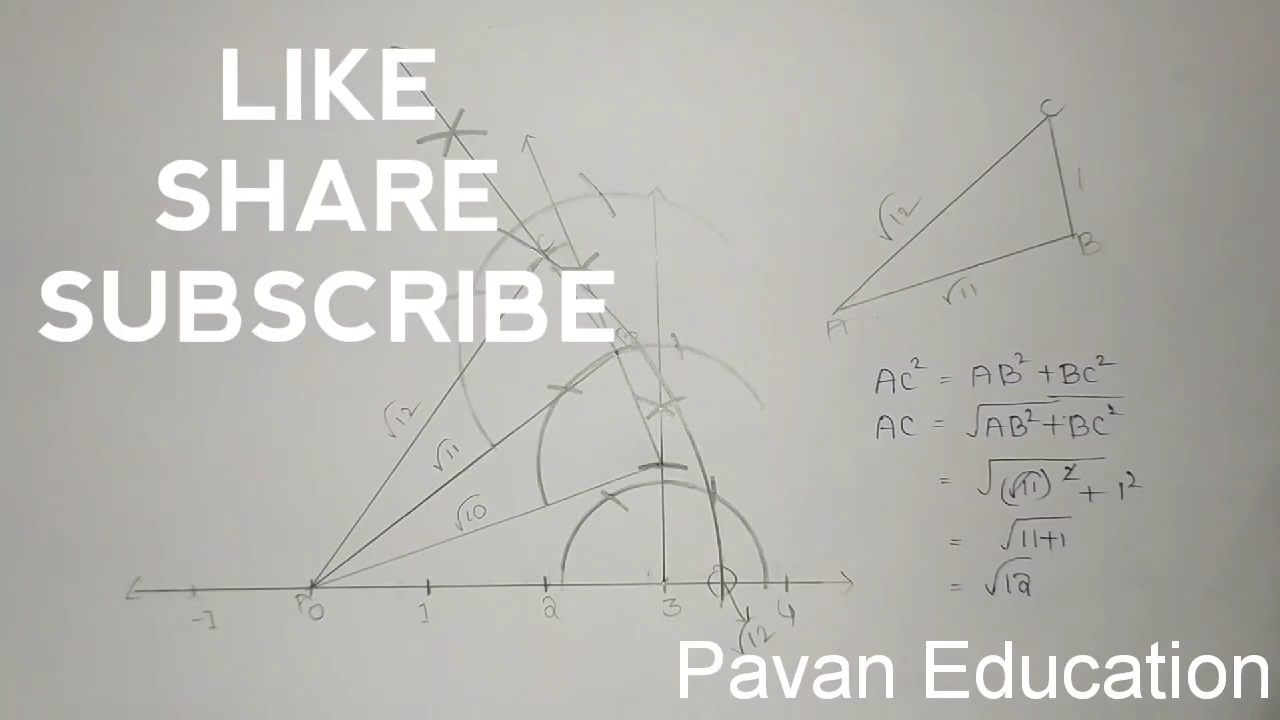 LIKE
SHARE
SUBSCRIBE
C
√12
1
B
√11
A
C
B
√12
√11
√10
A
-1 0 1 2 3 4
√12
AC² = AB² + BC²
AC = √AB² + BC²
= √(√11)² + 1²
= √11+1
= √12
Pavan Education